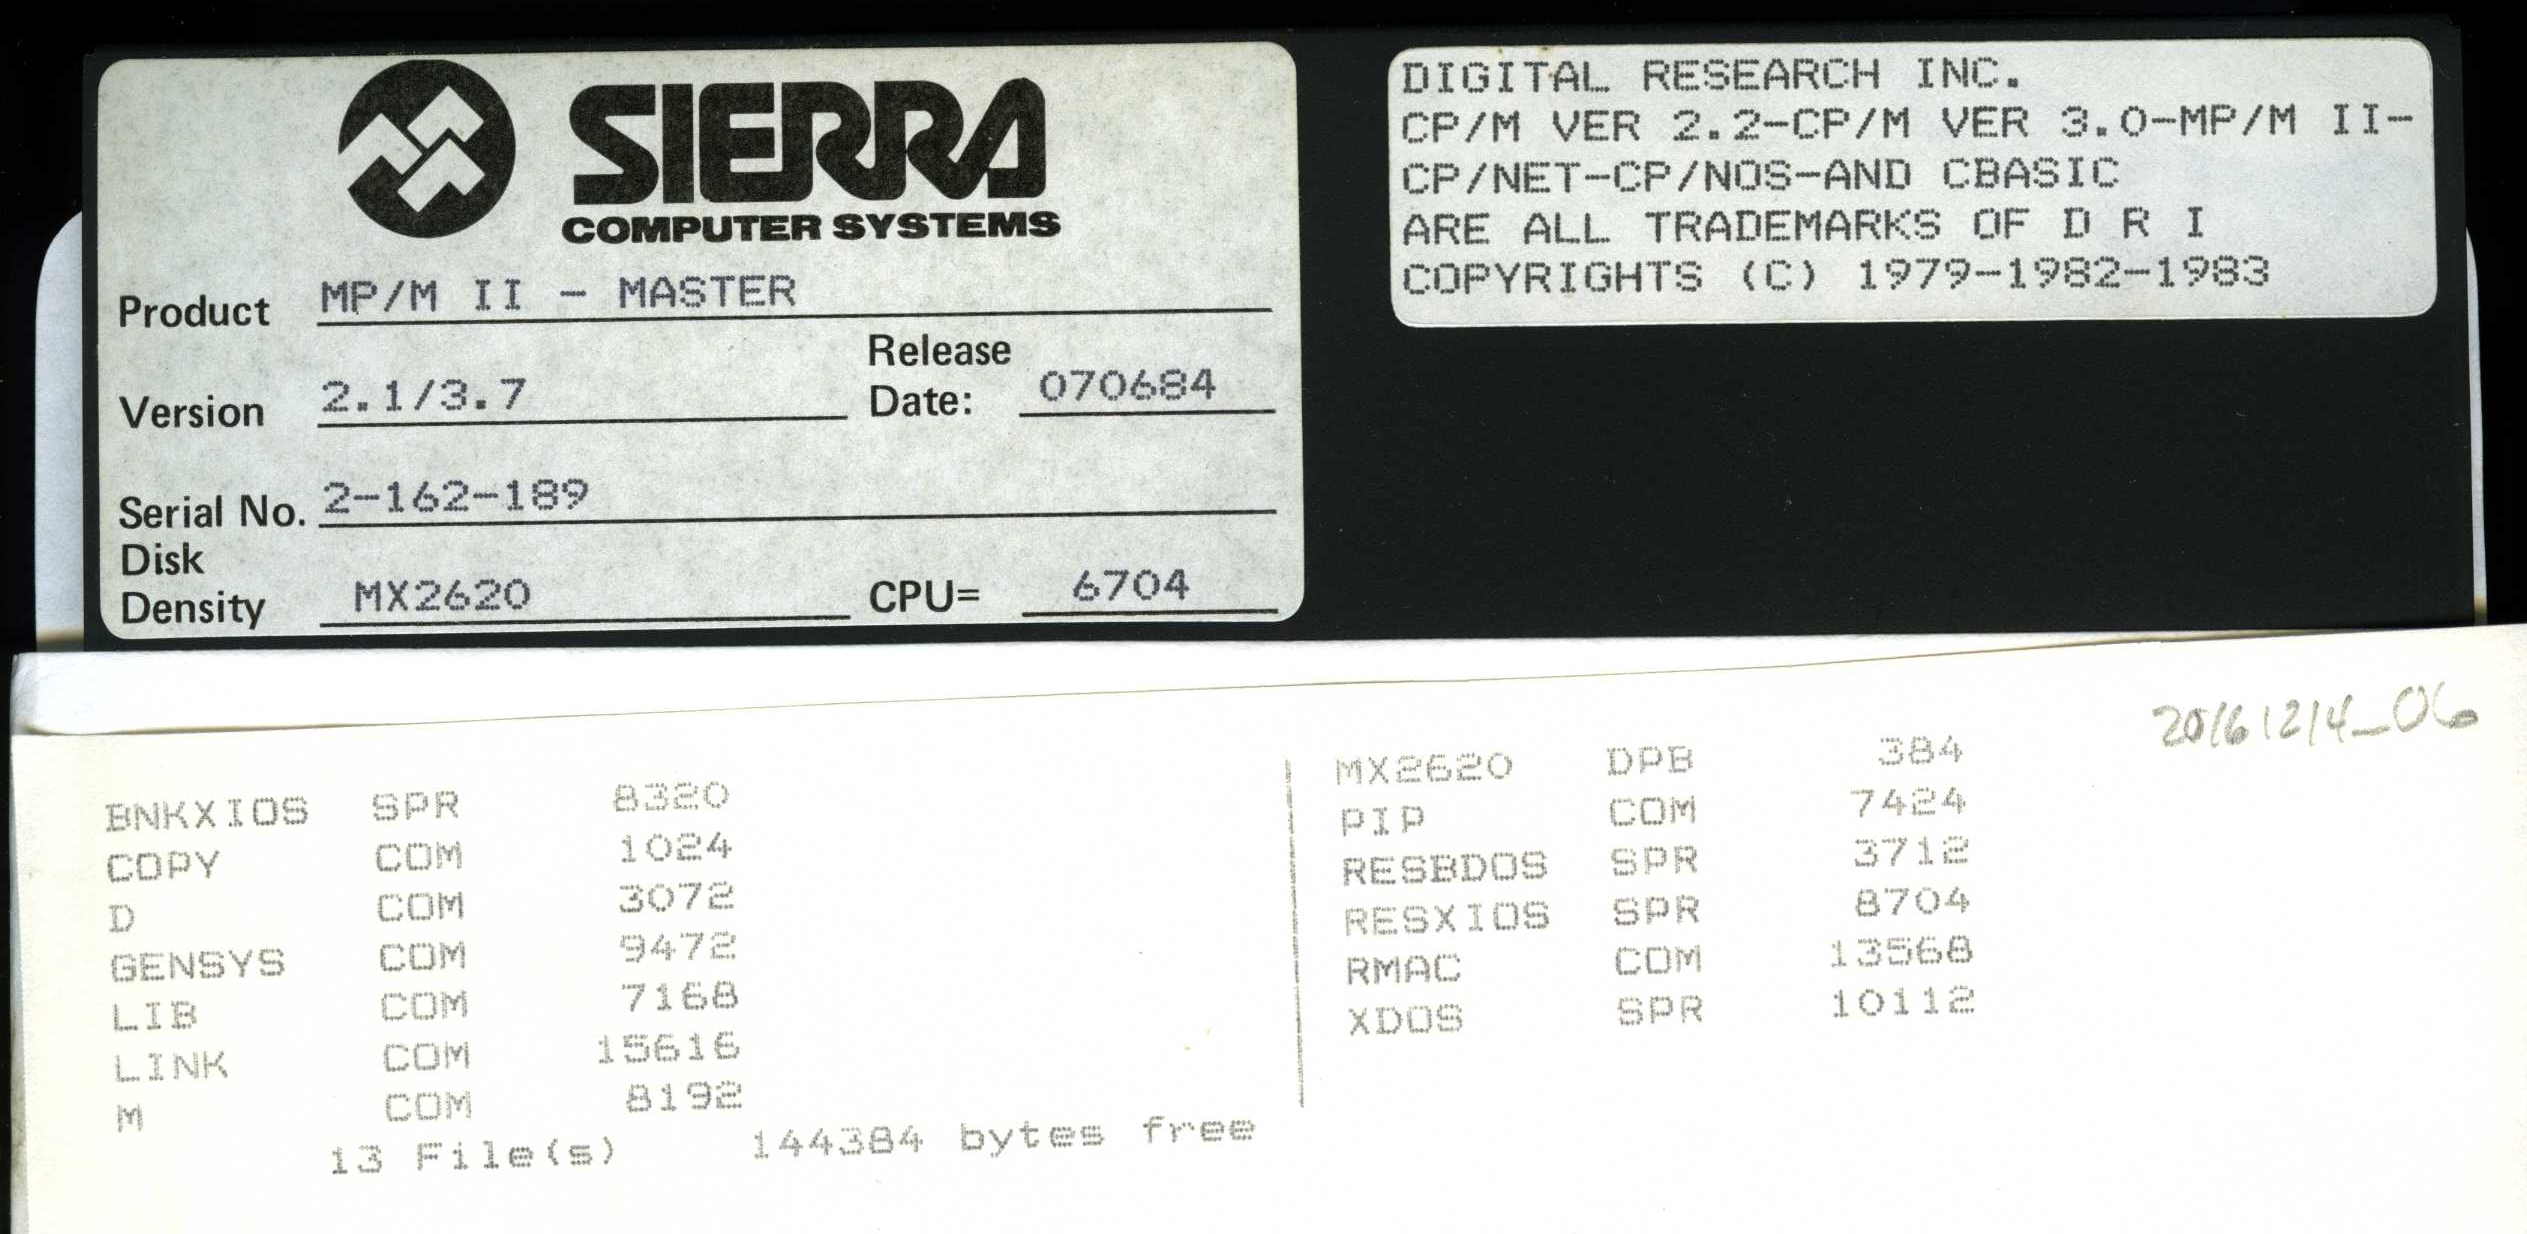 SIERRA
COMPUTER SYSTEMS
Product MP/M II - MASTER
Version 2.1/3.7 Release Date: 070684
Serial No. 2-162-189
Disk Density MX2620 CPU= 6704
DIGITAL RESEARCH INC.
CP/M VER 2.2-CP/M VER 3.0-MP/M II-
CP/NET-CP/NOS-AND CBASIC
ARE ALL TRADEMARKS OF D R I
COPYRIGHTS (C) 1979-1982-1983
20161214_06
BNKXIOS SPR 8320 | MX2620 DPB 384
COPY COM 1024 | PIP COM 7424
D COM 3072 | RESBDOS SPR 3712
GENSYS COM 9472 | RESXIOS SPR 8704
LIB COM 7168 | RMAC COM 13568
LINK COM 15616 | XDOS SPR 10112
M COM 8192 |
13 File(s) 144384 bytes free